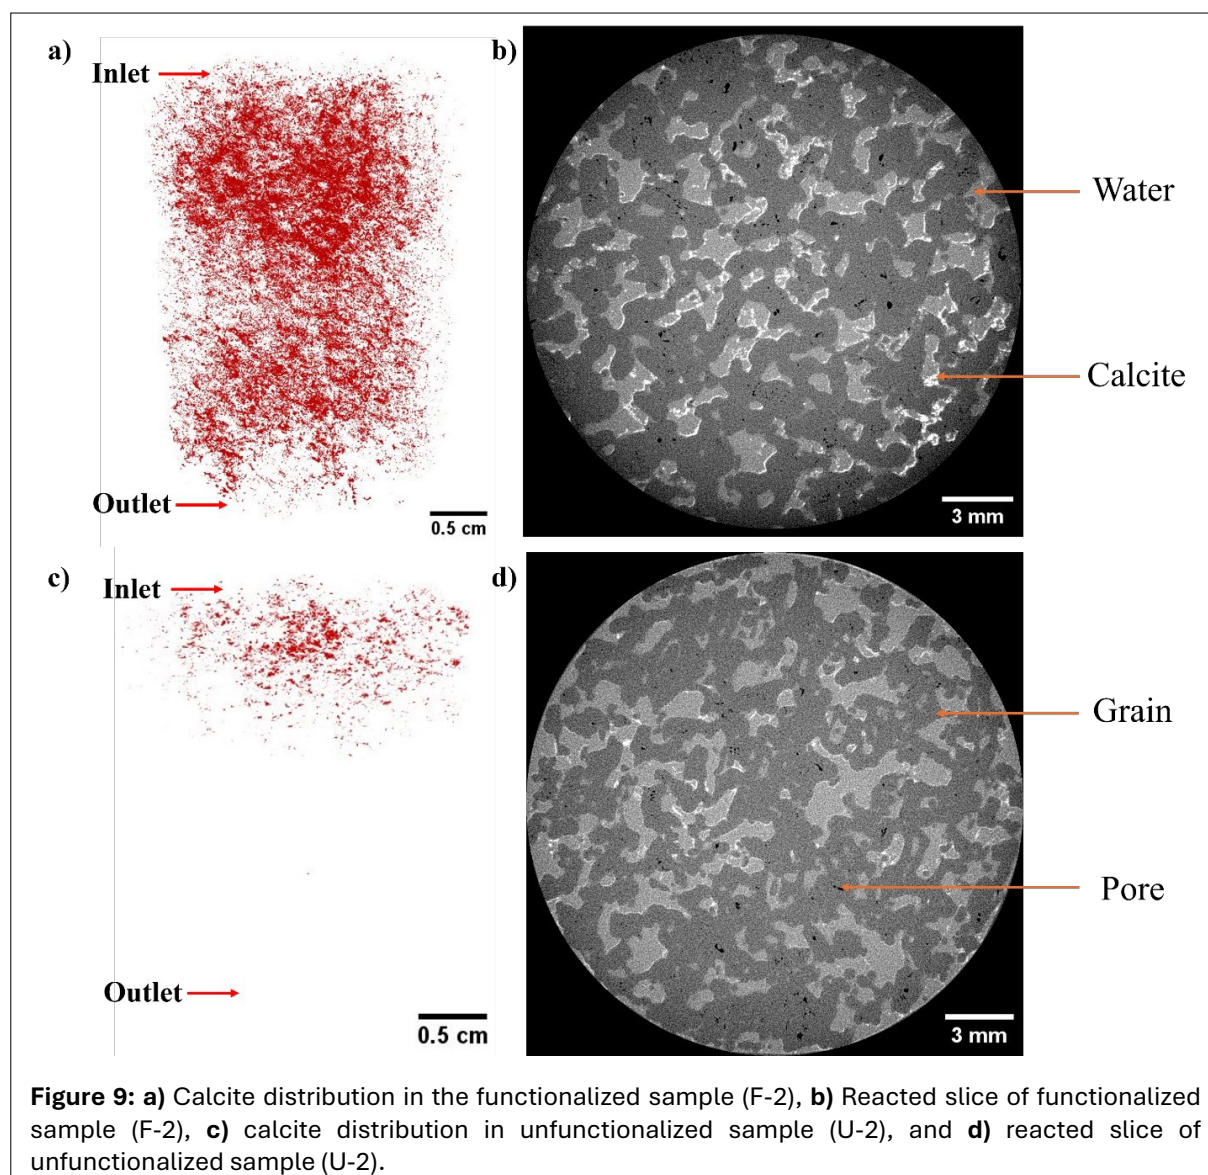 a)
Inlet
Outlet
0.5 cm
b)
Water
Calcite
3 mm
c)
Inlet
Outlet
0.5 cm
d)
Grain
Pore
3 mm
Figure 9: a) Calcite distribution in the functionalized sample (F-2), b) Reacted slice of functionalized
sample (F-2), c) calcite distribution in unfunctionalized sample (U-2), and d) reacted slice of
unfunctionalized sample (U-2).